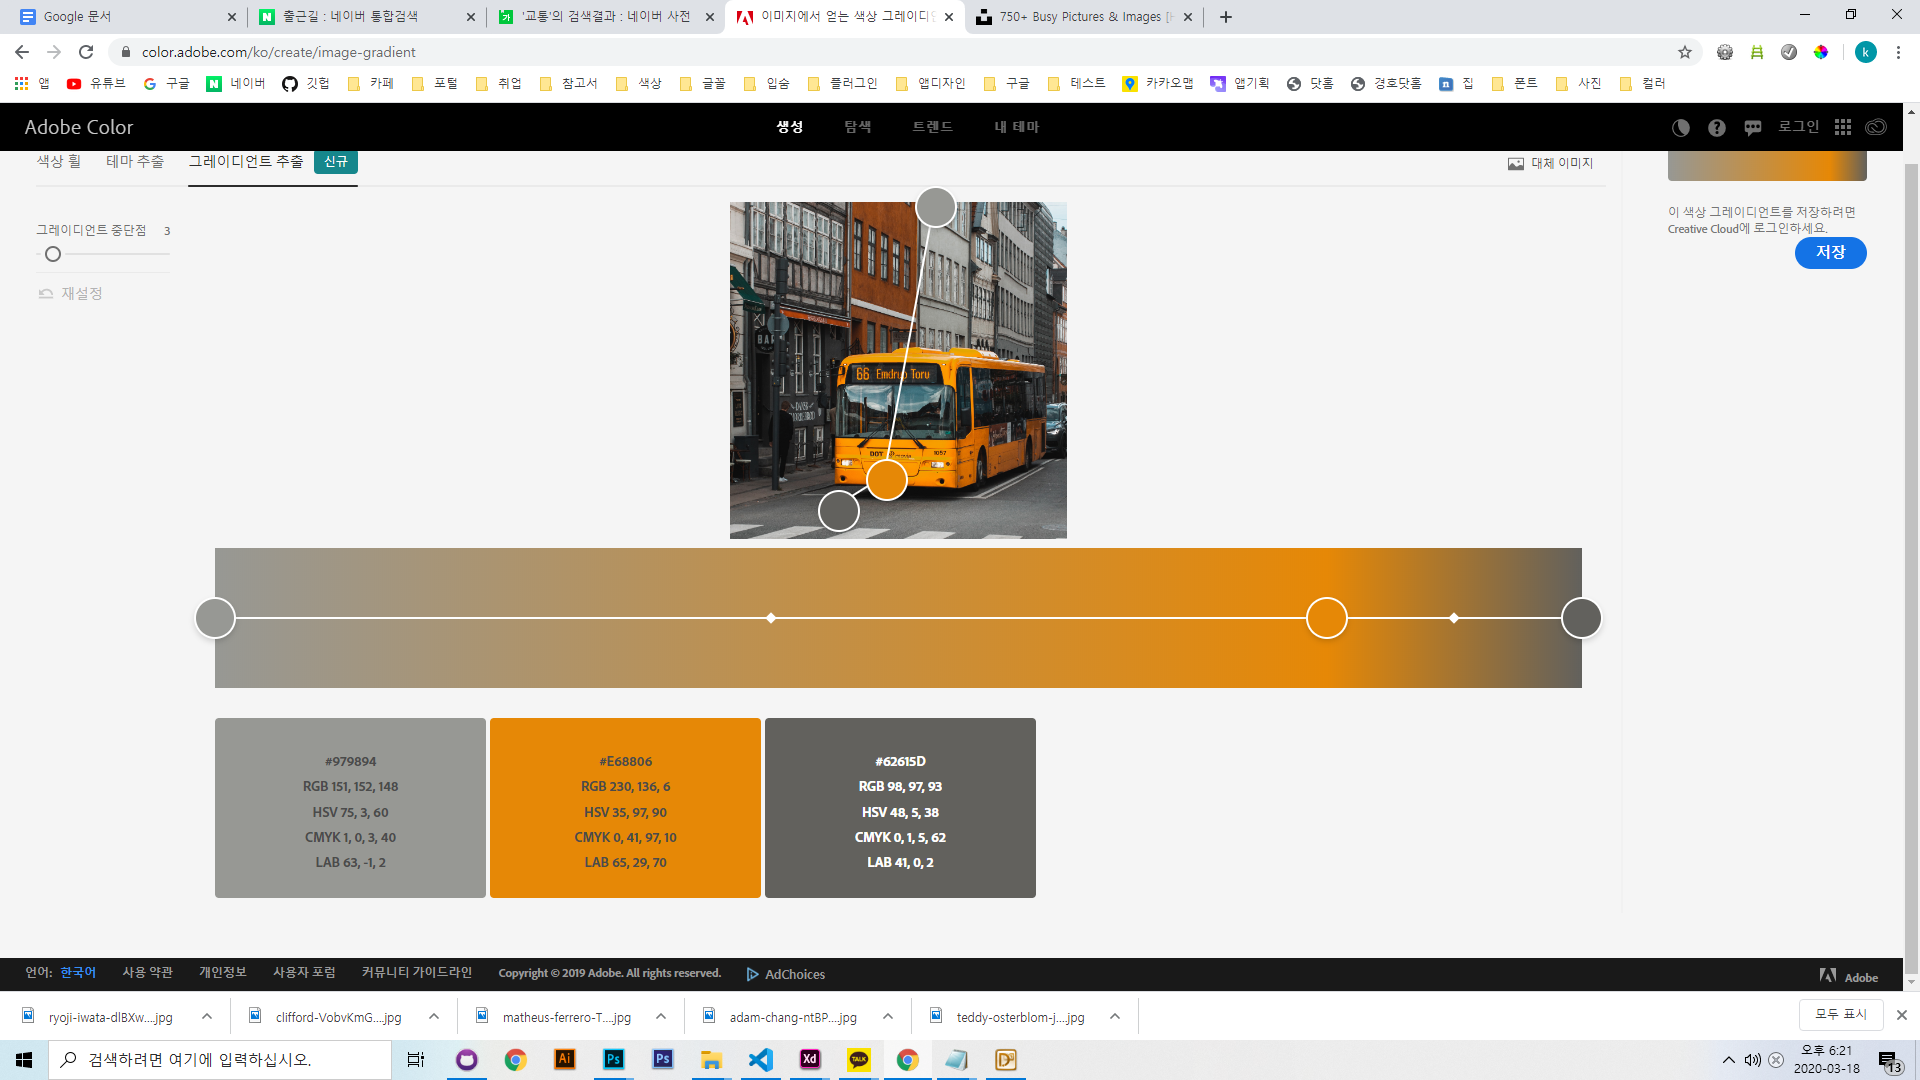 Google 문서
출근길 : 네이버 통합검색
'교통'의 검색결과 : 네이버 사전
이미지에서 얻는 색상 그레이디언
750+ Busy Pictures & Images [H
color.adobe.com/ko/create/image-gradient
k
앱
유튜브
구글
네이버
깃헙
카페
포털
취업
참고서
색상
글꼴
입숨
플러그인
앱디자인
구글
테스트
카카오맵
앱기획
닷홈
경호닷홈
집
폰트
사진
컬러
Adobe Color
생성
탐색
트렌드
내 테마
로그인
색상 휠
테마 추출
그레이디언트 추출
신규
대체 이미지
그레이디언트 중단점 3
재설정
이 색상 그레이디언트를 저장하려면
Creative Cloud에 로그인하세요.
저장
BAR
66 Emdrup Torv
DOT
1057
#979894
RGB 151, 152, 148
HSV 75, 3, 60
CMYK 1, 0, 3, 40
LAB 63, -1, 2
#E68806
RGB 230, 136, 6
HSV 35, 97, 90
CMYK 0, 41, 97, 10
LAB 65, 29, 70
#62615D
RGB 98, 97, 93
HSV 48, 5, 38
CMYK 0, 1, 5, 62
LAB 41, 0, 2
언어: 한국어
사용 약관
개인정보
사용자 포럼
커뮤니티 가이드라인
Copyright © 2019 Adobe. All rights reserved.
AdChoices
Adobe
ryoji-iwata-dlBXw....jpg
clifford-VobvKmG....jpg
matheus-ferrero-T....jpg
adam-chang-ntBP....jpg
teddy-osterblom-j....jpg
모두 표시
검색하려면 여기에 입력하십시오.
Ai
Ps
Ps
Xd
TALK
오후 6:21
2020-03-18
13